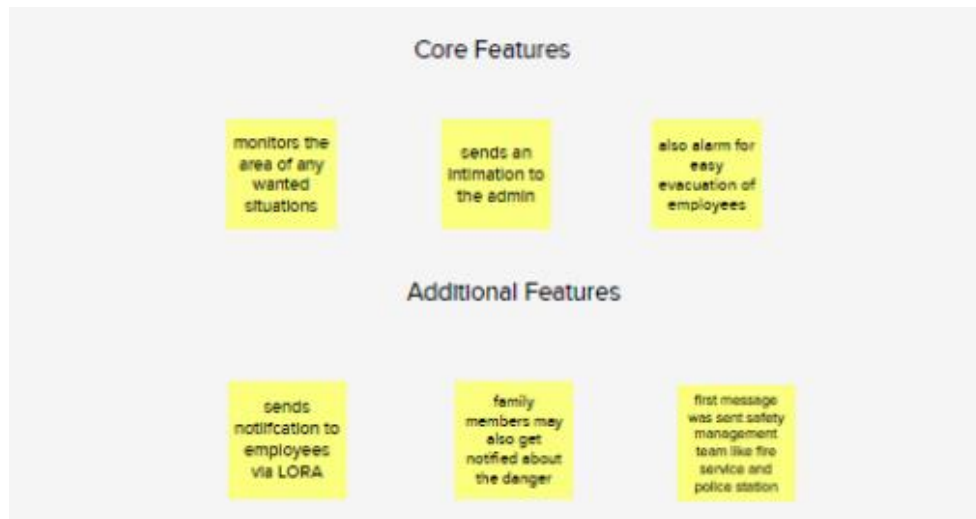 Core Features
monitors the
area of any
wanted
situations
sends an
intimation to
the admin
also alarm for
easy
evacuation of
employees
Additional Features
sends
notiifcation to
employees
via LORA
family
members may
also get
notified about
the danger
first message
was sent safety
management
team like fire
service and
police station